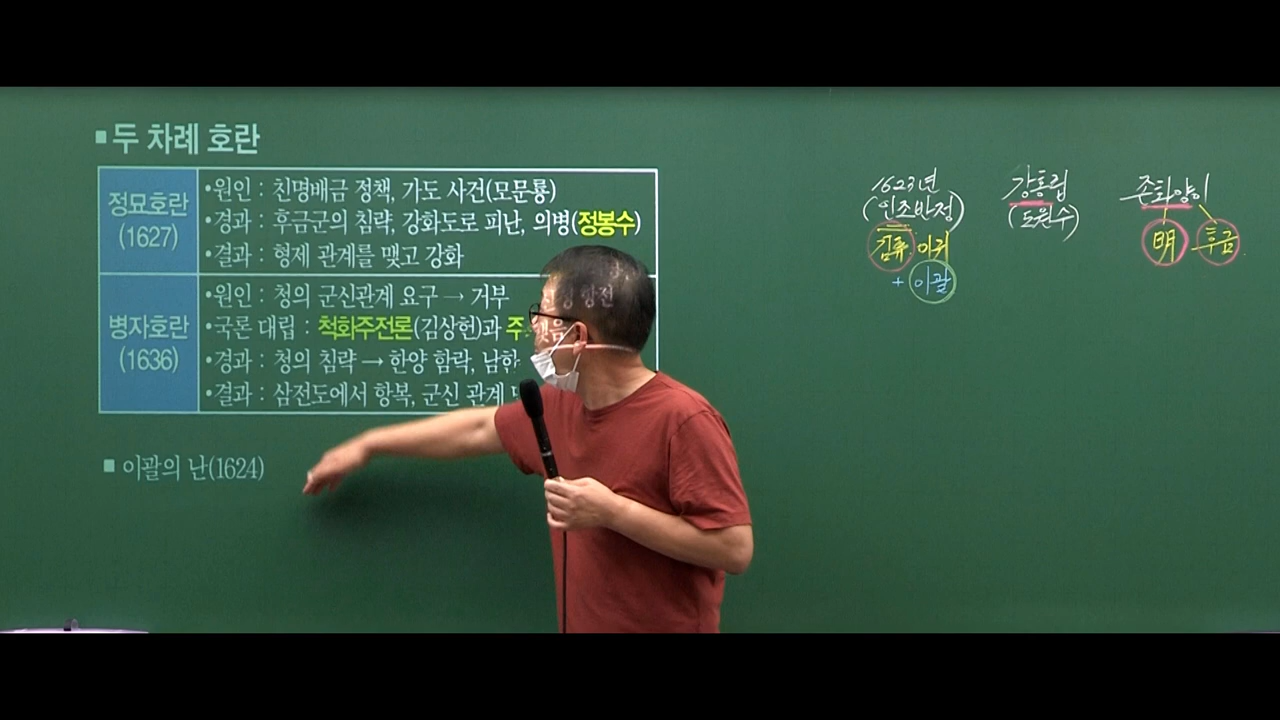 ▪ 두 차례 호란
정묘호란
(1627)
•원인 : 친명배금 정책, 가도 사건(모문룡)
•경과 : 후금군의 침략, 강화도로 피난, 의병(정봉수)
•결과 : 형제 관계를 맺고 강화
병자호란
(1636)
•원인 : 청의 군신관계 요구 → 거부
•국론 대립 : 척화주전론(김상헌)과 주
•경과 : 청의 침략 → 한양 함락, 남한
•결과 : 삼전도에서 항복, 군신 관계
▪ 이괄의 난(1624)
1623년
(인조반정)
김류 이귀
+ 이괄
강홍립
(도원수)
존화양이
明 후금